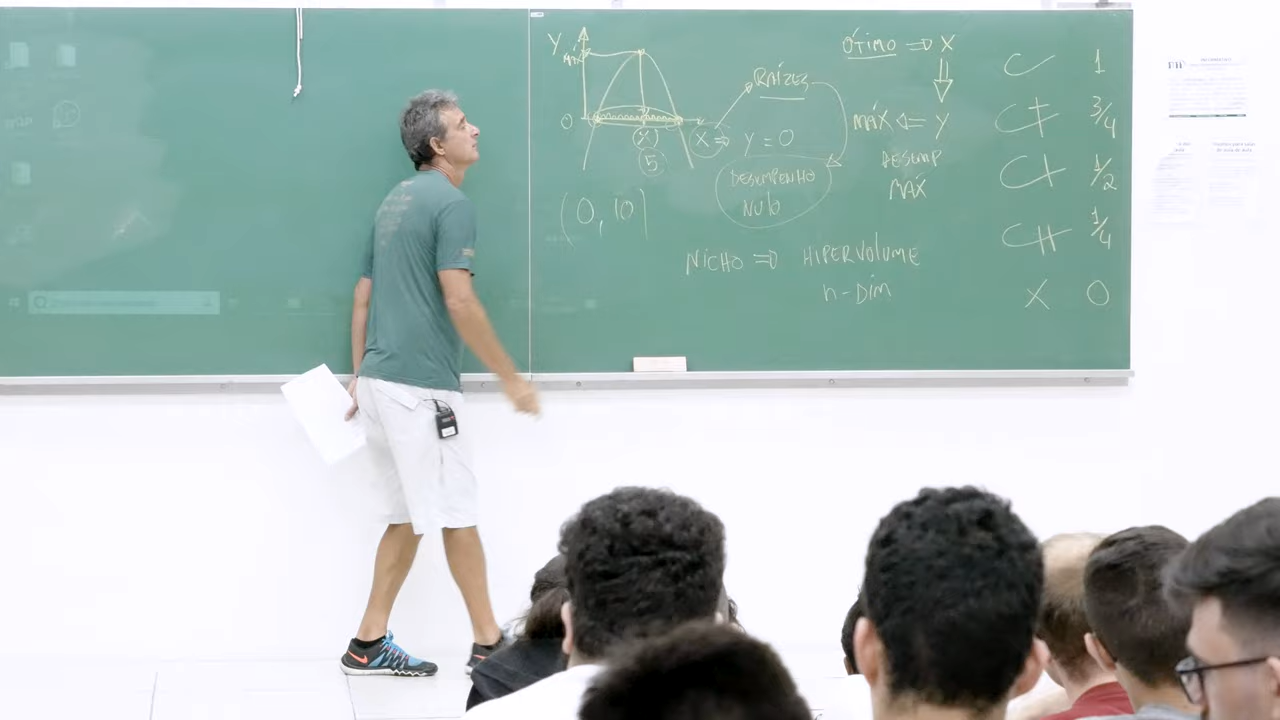 Y
MÁX
0
X
5
X ⇒ y = 0
RAÍZES
DESEMPENHO
NULO
(0, 10)
NICHO ⇒ HIPERVOLUME
n-DIM
ÓTIMO ⇒ X
MÁX ⇐ Y
DESEMP
MÁX
C 1
3/4
1/2
1/4
X 0